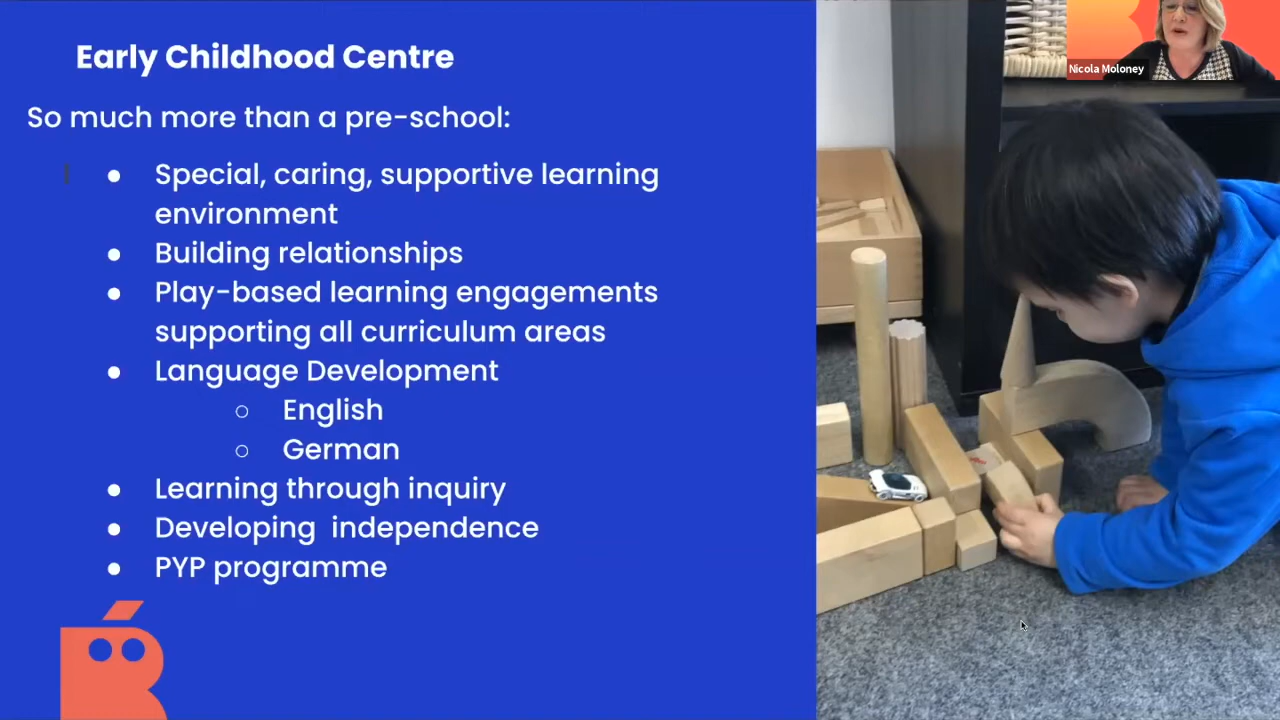 Early Childhood Centre
So much more than a pre-school:
● Special, caring, supportive learning
environment
● Building relationships
● Play-based learning engagements
supporting all curriculum areas
● Language Development
○ English
○ German
● Learning through inquiry
● Developing  independence
● PYP programme
Nicola Moloney